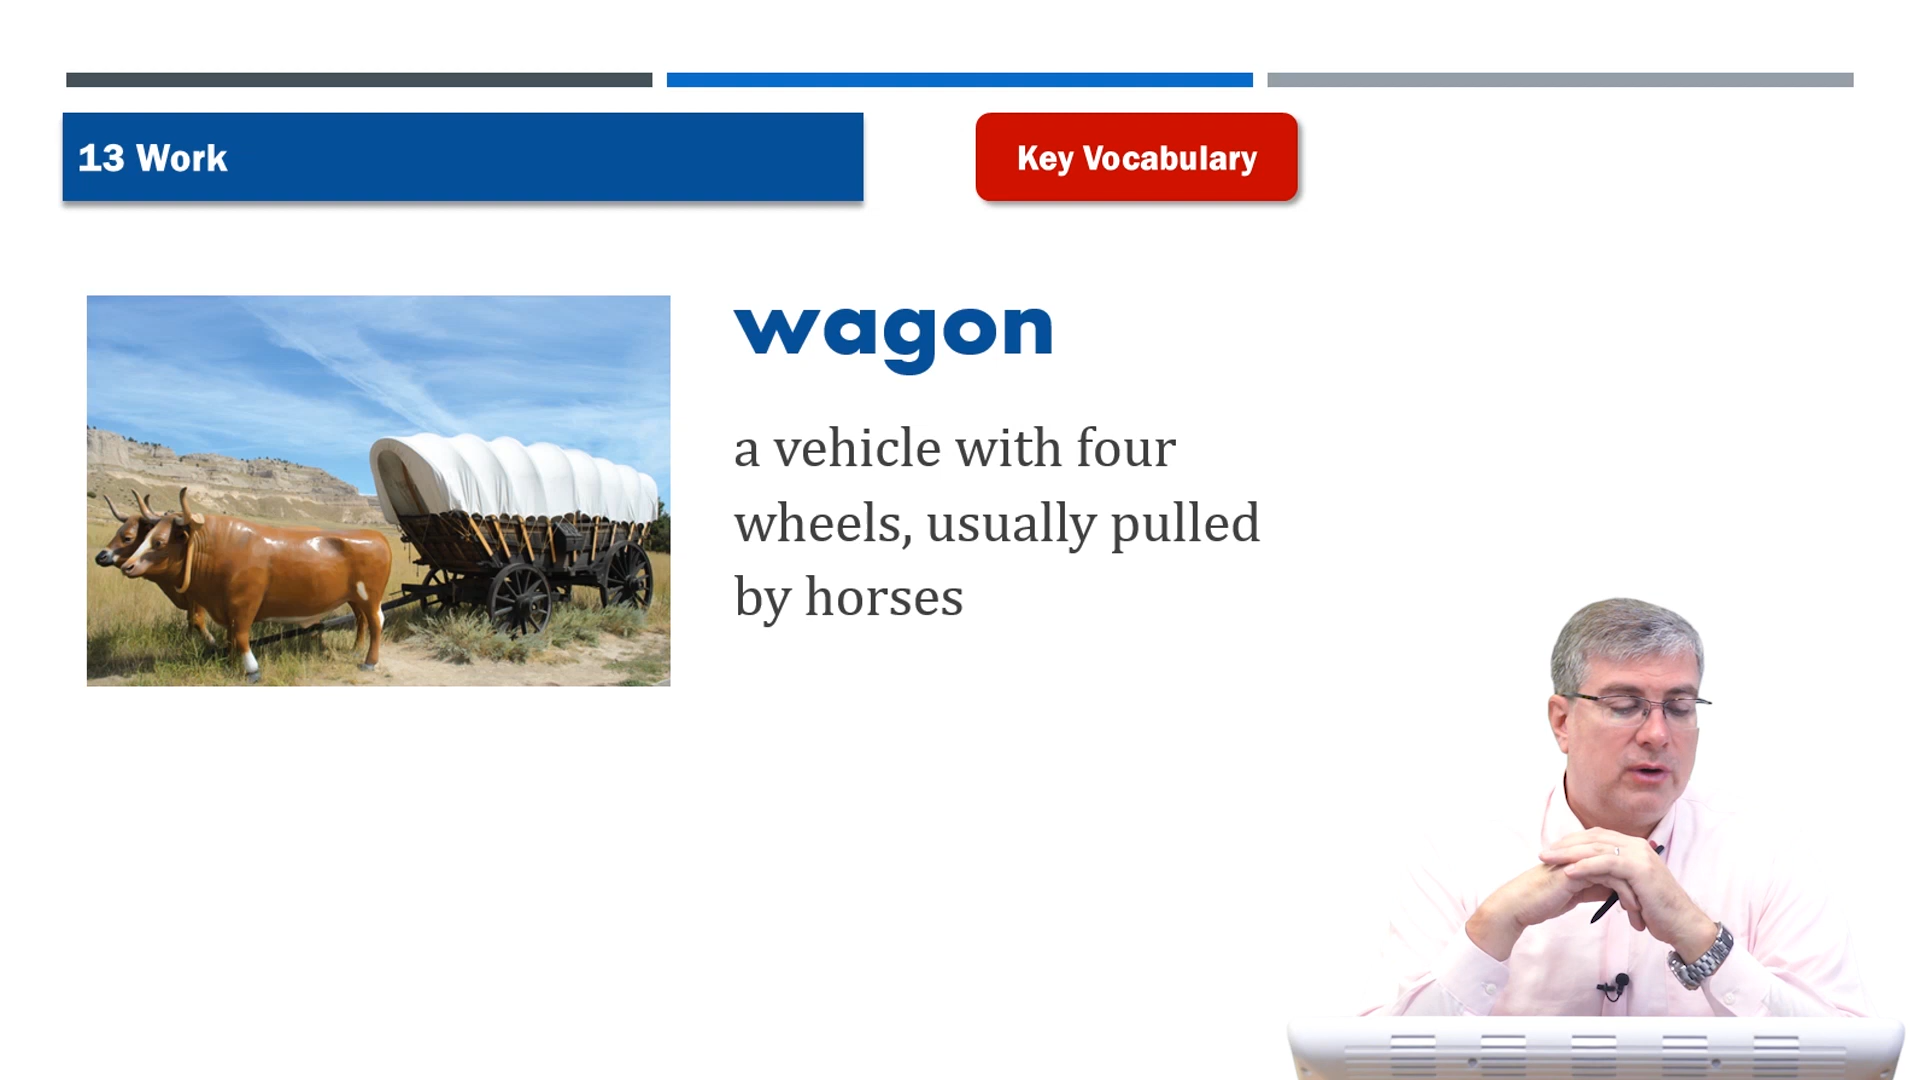 13 Work
Key Vocabulary
wagon
a vehicle with four
wheels, usually pulled
by horses